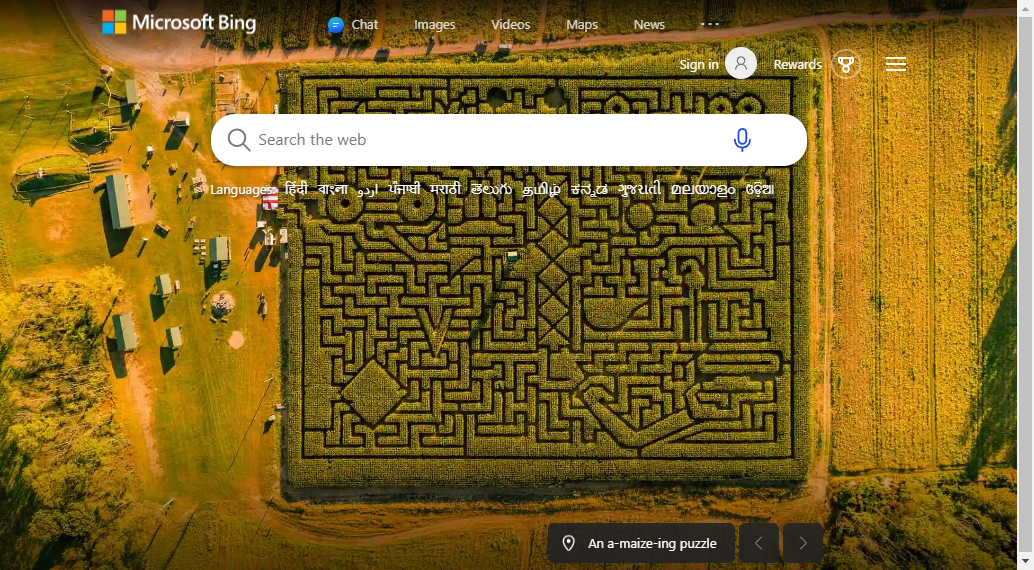 Microsoft Bing Chat Images Videos Maps News ...
Sign in Rewards
Search the web
Languages: हिंदी বাংলা اردو ਪੰਜਾਬੀ मराठी తెలుగు தமிழ் ಕನ್ನಡ ગુજરાતી മലയാളം ଓଡ଼ିଆ
An a-maize-ing puzzle